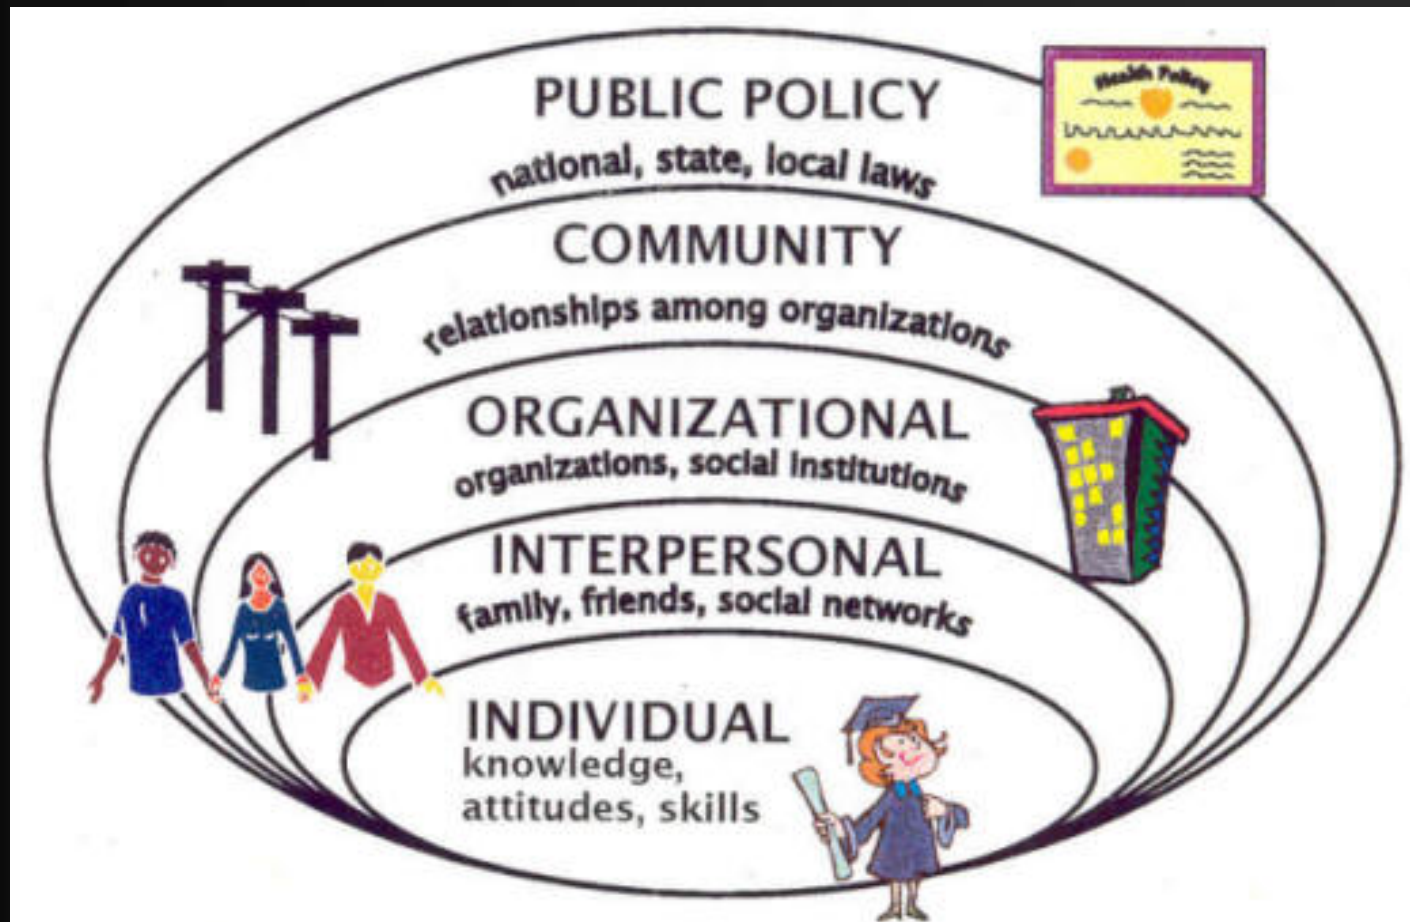 Health Policy
PUBLIC POLICY
national, state, local laws
COMMUNITY
relationships among organizations
ORGANIZATIONAL
organizations, social institutions
INTERPERSONAL
family, friends, social networks
INDIVIDUAL
knowledge,
attitudes, skills